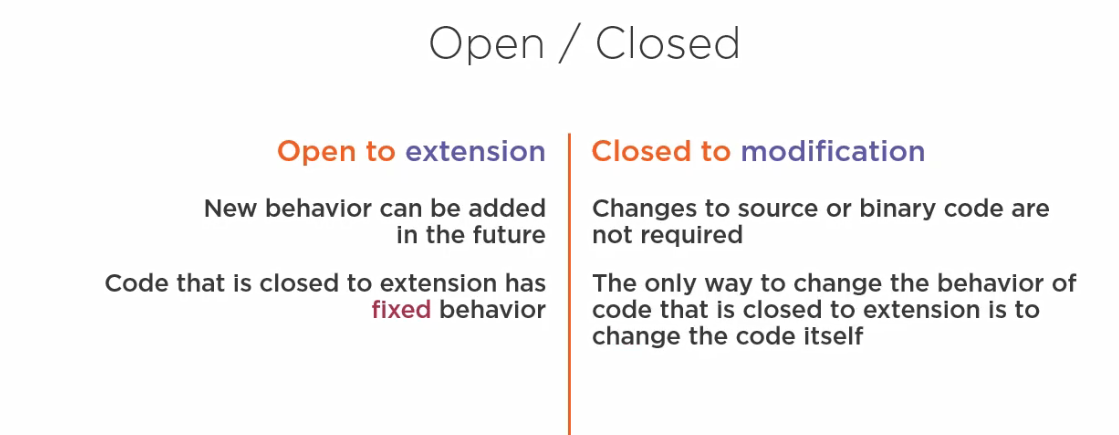 Open / Closed
Open to extension
New behavior can be added
in the future
Code that is closed to extension has
fixed behavior
Closed to modification
Changes to source or binary code are
not required
The only way to change the behavior of
code that is closed to extension is to
change the code itself